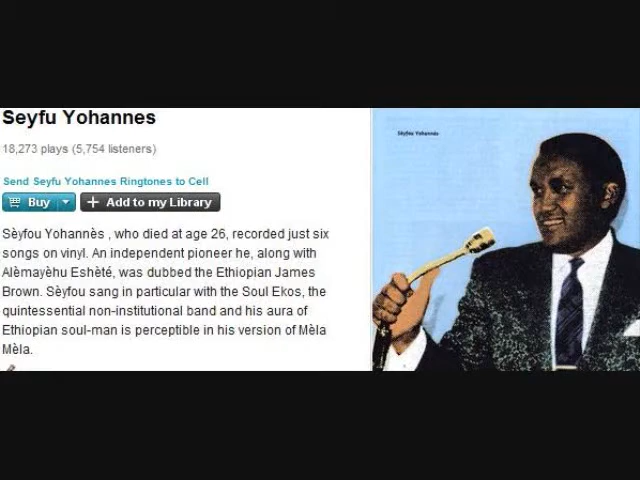 Seyfu Yohannes
18,273 plays (5,754 listeners)
Send Seyfu Yohannes Ringtones to Cell
Buy
+ Add to my Library
Sèyfou Yohannès , who died at age 26, recorded just six
songs on vinyl. An independent pioneer he, along with
Alèmayèhu Eshèté, was dubbed the Ethiopian James
Brown. Sèyfou sang in particular with the Soul Ekos, the
quintessential non-institutional band and his aura of
Ethiopian soul-man is perceptible in his version of Mèla
Mèla.
Sèyfou Yohannès